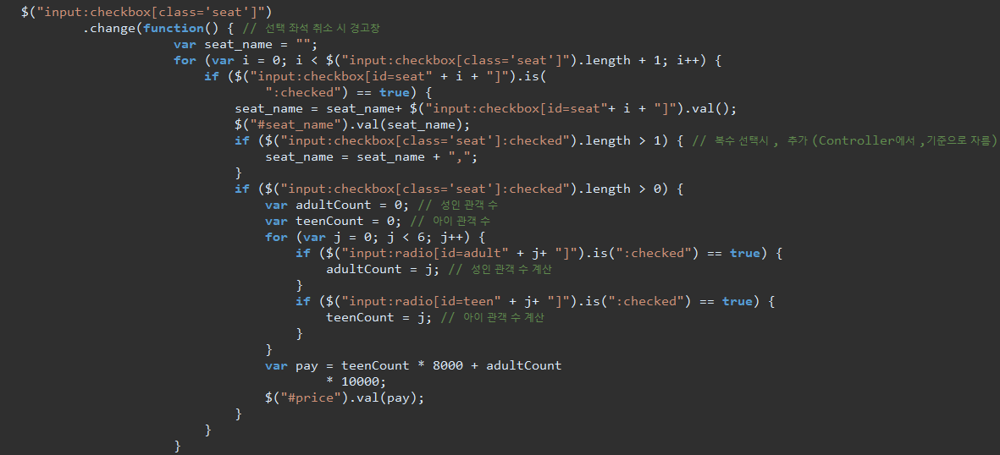 $("input:checkbox[class='seat']")
.change(function() { // 선택 좌석 취소 시 경고창
var seat_name = "";
for (var i = 0; i < $("input:checkbox[class='seat']").length + 1; i++) {
if ($("input:checkbox[id=seat" + i + "]").is(
":checked") == true) {
seat_name = seat_name+ $("input:checkbox[id=seat"+ i + "]").val();
$("#seat_name").val(seat_name);
if ($("input:checkbox[class='seat']:checked").length > 1) { // 복수 선택시 , 추가 (Controller에서 ,기준으로 자름)
seat_name = seat_name + ",";
}
if ($("input:checkbox[class='seat']:checked").length > 0) {
var adultCount = 0; // 성인 관객 수
var teenCount = 0; // 아이 관객 수
for (var j = 0; j < 6; j++) {
if ($("input:radio[id=adult" + j+ "]").is(":checked") == true) {
adultCount = j; // 성인 관객 수 계산
}
if ($("input:radio[id=teen" + j+ "]").is(":checked") == true) {
teenCount = j; // 아이 관객 수 계산
}
}
var pay = teenCount * 8000 + adultCount
* 10000;
$("#price").val(pay);
}
}
}